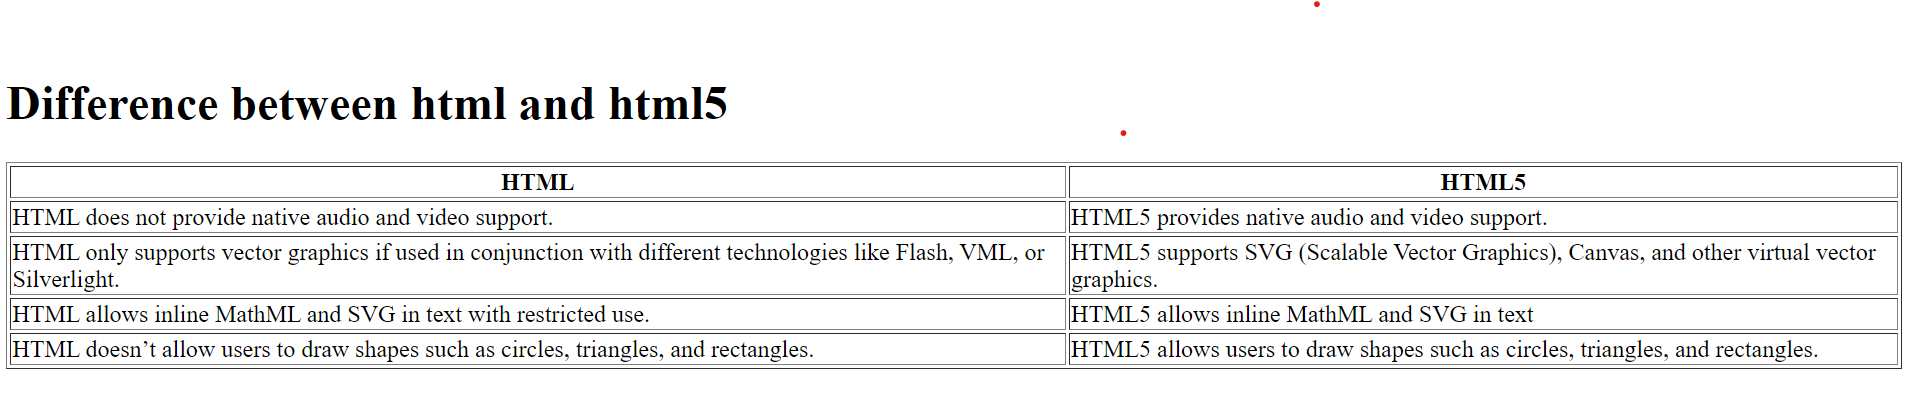 Difference between html and html5
HTML HTML5
HTML does not provide native audio and video support. HTML5 provides native audio and video support.
HTML only supports vector graphics if used in conjunction with different technologies like Flash, VML, or
Silverlight.
HTML5 supports SVG (Scalable Vector Graphics), Canvas, and other virtual vector
graphics.
HTML allows inline MathML and SVG in text with restricted use. HTML5 allows inline MathML and SVG in text
HTML doesn’t allow users to draw shapes such as circles, triangles, and rectangles. HTML5 allows users to draw shapes such as circles, triangles, and rectangles.